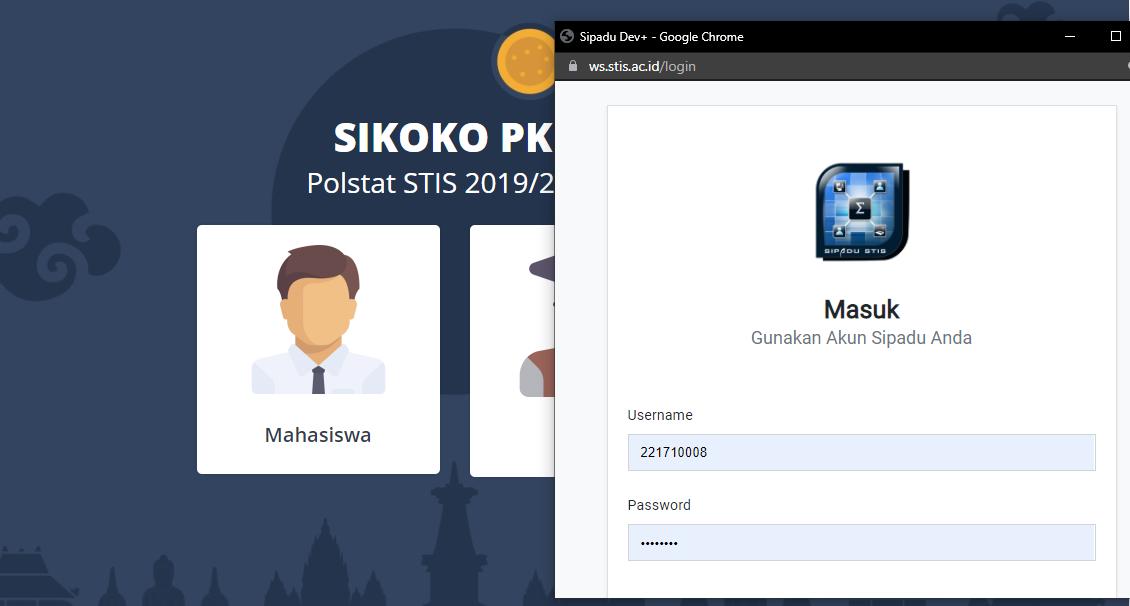 SIKOKO PK
Polstat STIS 2019/2
Mahasiswa
Sipadu Dev+ - Google Chrome
ws.stis.ac.id/login
SIPADU STIS
Masuk
Gunakan Akun Sipadu Anda
Username
221710008
Password
••••••••